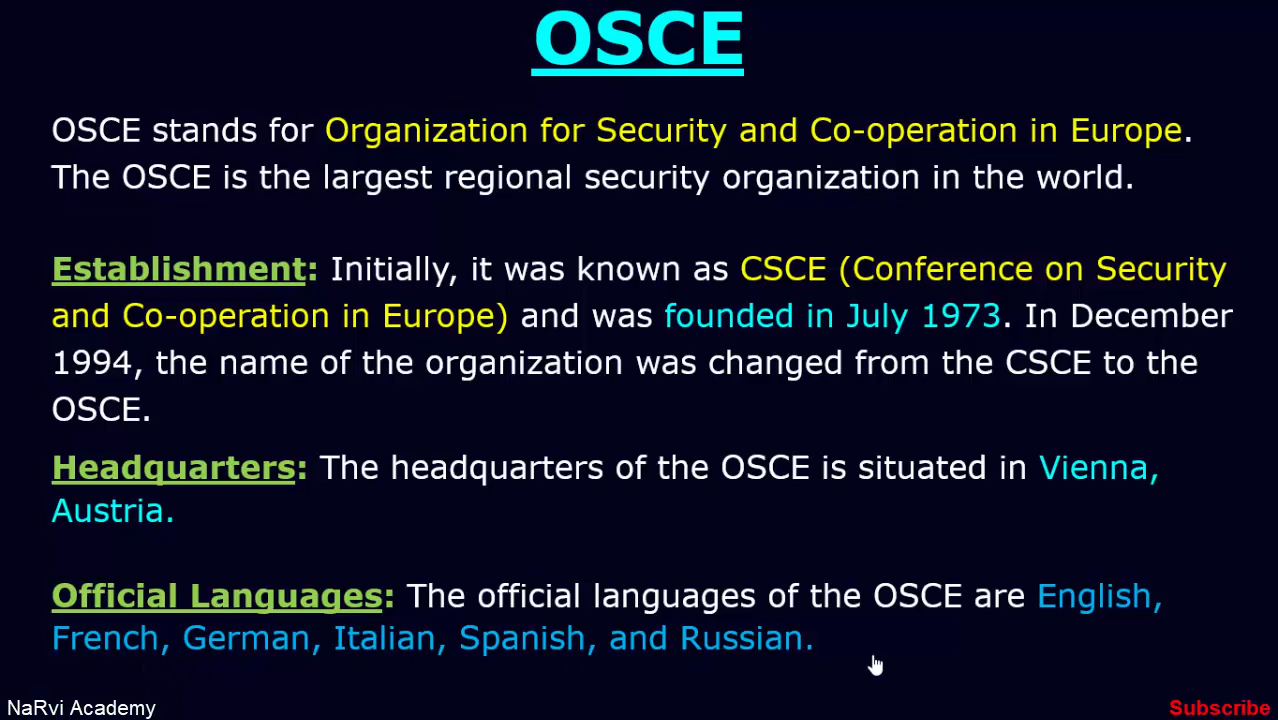 OSCE
OSCE stands for Organization for Security and Co-operation in Europe.
The OSCE is the largest regional security organization in the world.
Establishment: Initially, it was known as CSCE (Conference on Security
and Co-operation in Europe) and was founded in July 1973. In December
1994, the name of the organization was changed from the CSCE to the
OSCE.
Headquarters: The headquarters of the OSCE is situated in Vienna,
Austria.
Official Languages: The official languages of the OSCE are English,
French, German, Italian, Spanish, and Russian.
NaRvi Academy
Subscribe